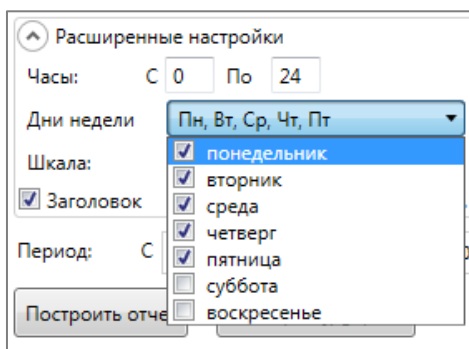 Расширенные настройки
Часы: С 0 По 24
Дни недели Пн, Вт, Ср, Чт, Пт
Шкала: понедельник
вторник
Заголовок среда
четверг
Период: С пятница
суббота
Построить воскресенье